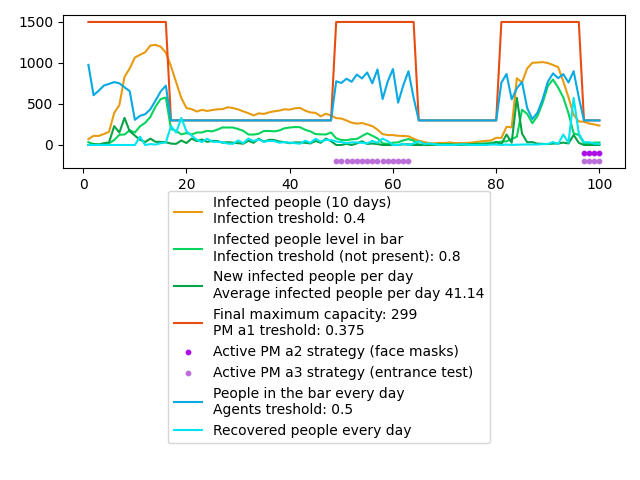 1500
1000
500
0
0 20 40 60 80 100
Infected people (10 days)
Infection treshold: 0.4
Infected people level in bar
Infection treshold (not present): 0.8
New infected people per day
Average infected people per day 41.14
Final maximum capacity: 299
PM a1 treshold: 0.375
Active PM a2 strategy (face masks)
Active PM a3 strategy (entrance test)
People in the bar every day
Agents treshold: 0.5
Recovered people every day